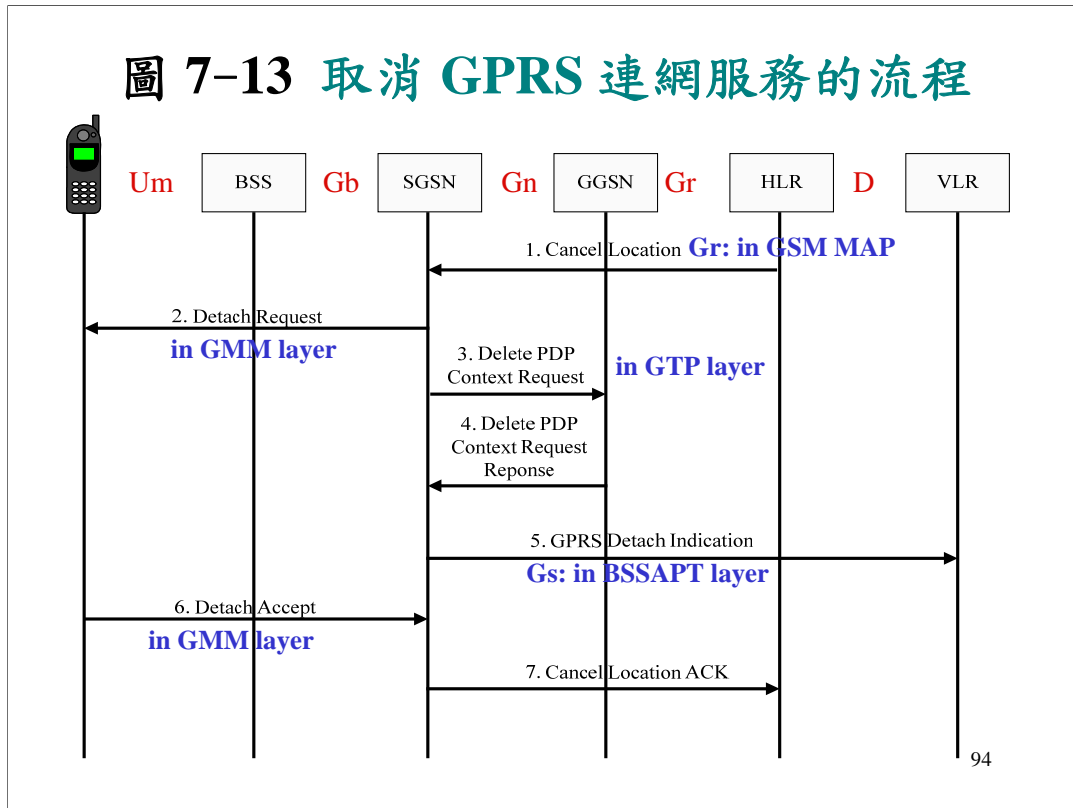 圖 7-13 取消 GPRS 連網服務的流程
Um BSS Gb SGSN Gn GGSN Gr HLR D VLR
1. Cancel Location Gr: in GSM MAP
2. Detach Request
in GMM layer
3. Delete PDP
Context Request
in GTP layer
4. Delete PDP
Context Request
Reponse
5. GPRS Detach Indication
Gs: in BSSAPT layer
6. Detach Accept
in GMM layer
7. Cancel Location ACK
94